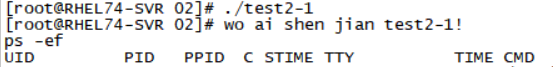 [root@RHEL74-SVR 02]# ./test2-1
[root@RHEL74-SVR 02]# wo ai shen jian test2-1!
ps -ef
UID PID PPID C STIME TTY TIME CMD